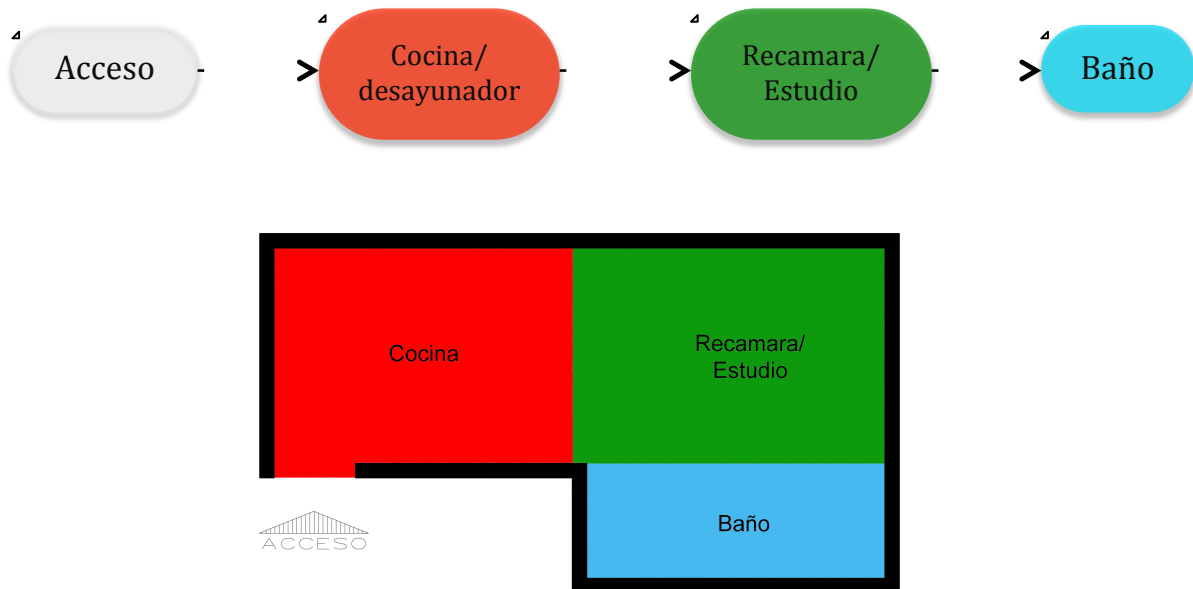 Acceso
Cocina/
desayunador
Recamara/
Estudio
Baño
Cocina
Recamara/
Estudio
Baño
ACCESO